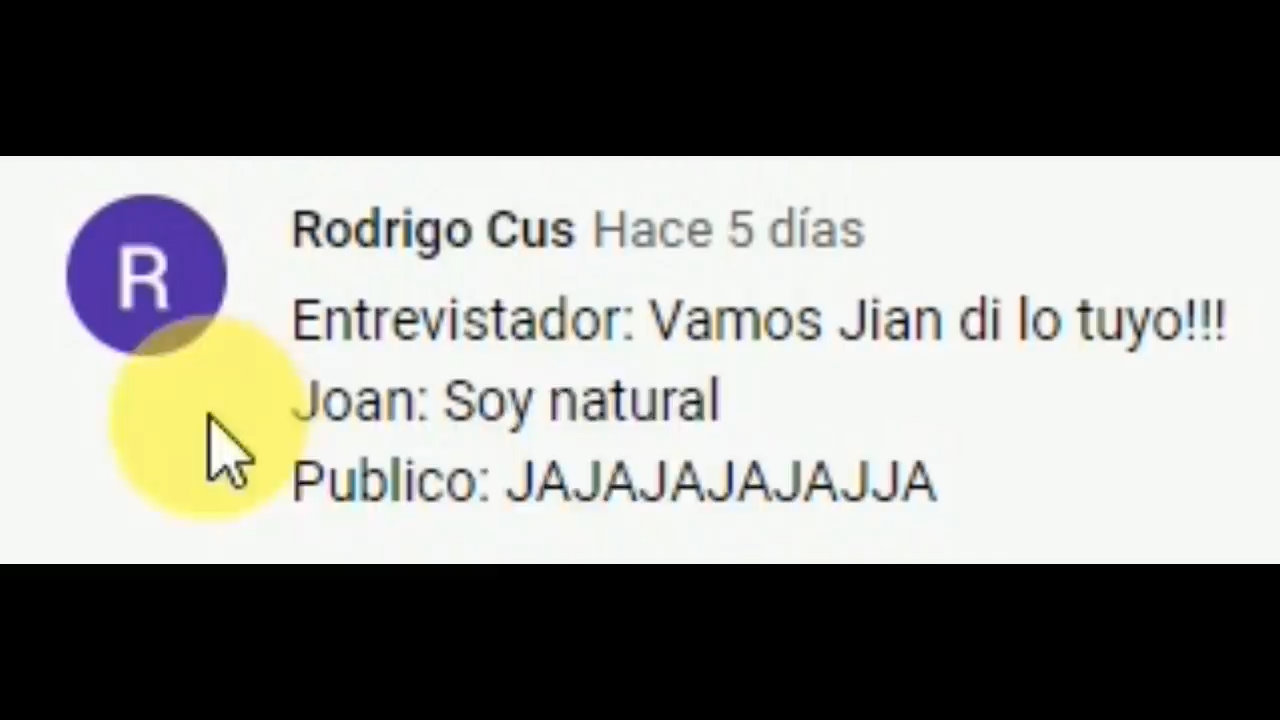 R
Rodrigo Cus Hace 5 días
Entrevistador: Vamos Jian di lo tuyo!!!
Joan: Soy natural
Publico: JAJAJAJAJAJJA